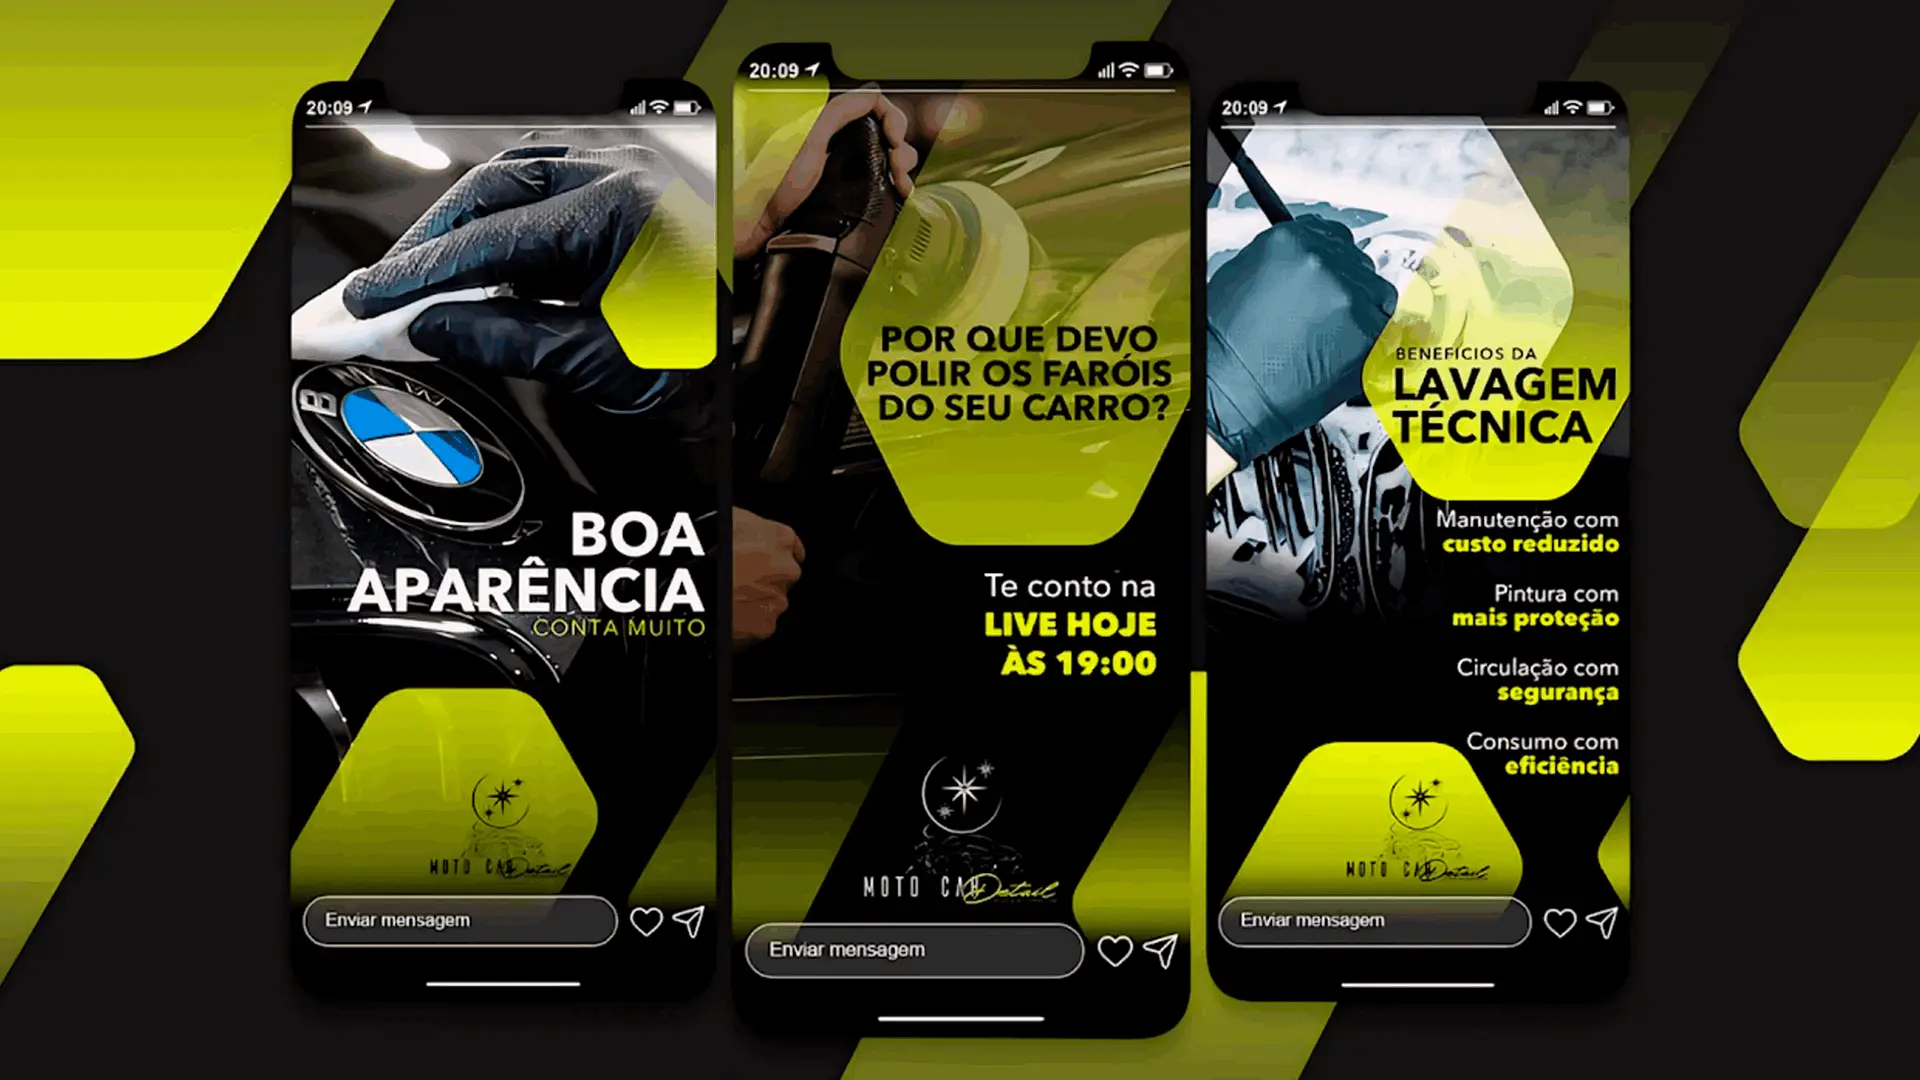 20:09
BMW
BOA
APARÊNCIA
CONTA MUITO
MOTO CAR Detail
Enviar mensagem
20:09
POR QUE DEVO
POLIR OS FARÓIS
DO SEU CARRO?
Te conto na
LIVE HOJE
ÀS 19:00
MOTO CAR Detail
Enviar mensagem
20:09
BENEFICIOS DA
LAVAGEM
TÉCNICA
Manutenção com
custo reduzido
Pintura com
mais proteção
Circulação com
segurança
Consumo com
eficiência
MOTO CAR Detail
Enviar mensagem